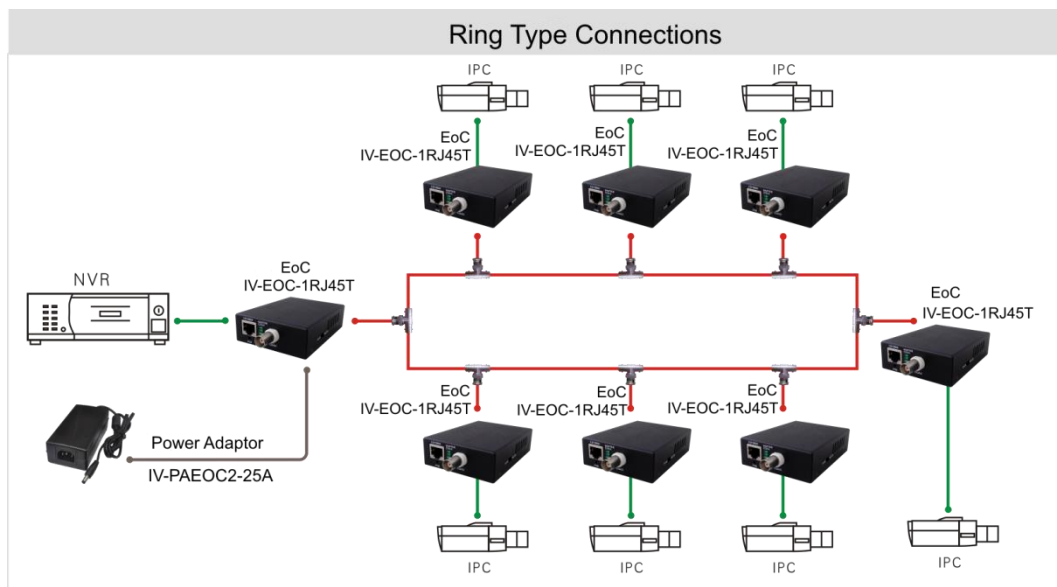 Ring Type Connections
IPC
IPC
IPC
EoC
IV-EOC-1RJ45T
EoC
IV-EOC-1RJ45T
EoC
IV-EOC-1RJ45T
NVR
EoC
IV-EOC-1RJ45T
EoC
IV-EOC-1RJ45T
EoC
IV-EOC-1RJ45T
EoC
IV-EOC-1RJ45T
EoC
IV-EOC-1RJ45T
Power Adaptor
IV-PAEOC2-25A
IPC
IPC
IPC
IPC